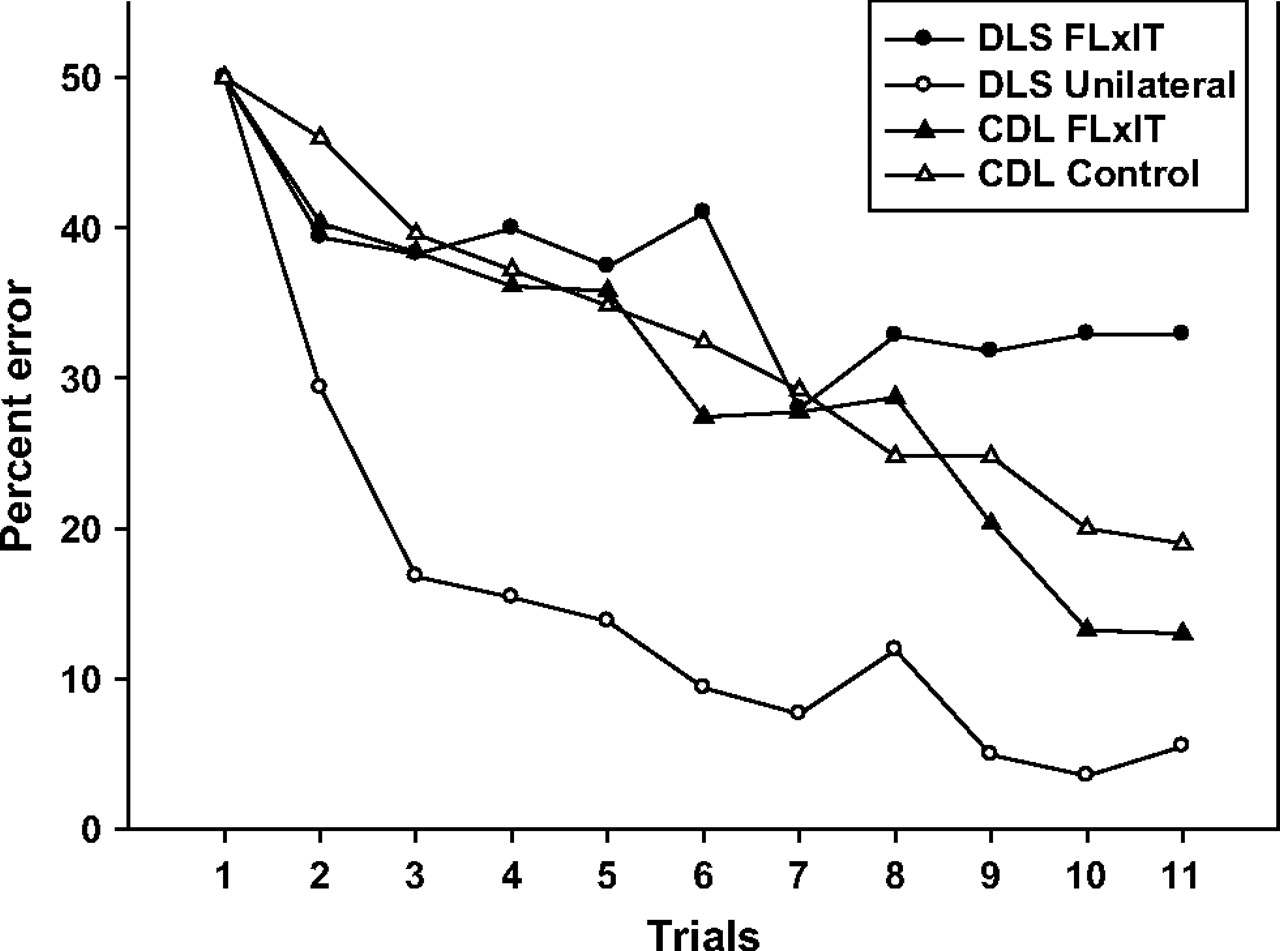 DLS FLxIT
DLS Unilateral
CDL FLxIT
CDL Control
Percent error
50
40
30
20
10
0
1 2 3 4 5 6 7 8 9 10 11
Trials